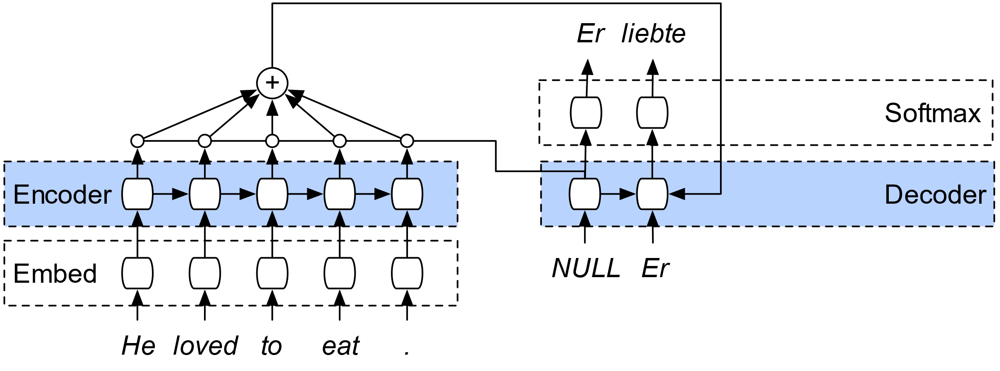 Er liebte
+
Softmax
Encoder
Decoder
Embed
NULL Er
He loved to eat .